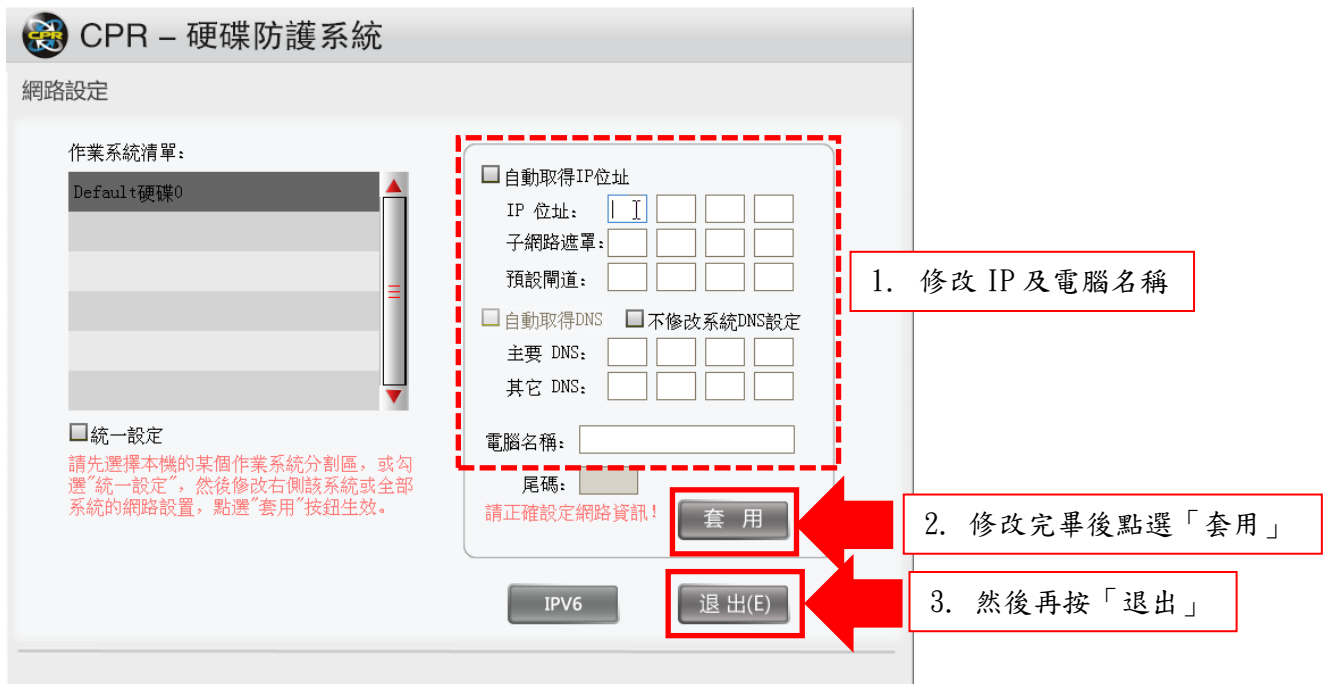 CPR
CPR – 硬碟防護系統
網路設定
作業系統清單：
Default硬碟0
統一設定
請先選擇本機的某個作業系統分割區，或勾
選"統一設定"，然後修改右側該系統或全部
系統的網路設置，點選"套用"按鈕生效。
自動取得IP位址
IP 位址：
子網路遮罩：
預設閘道：
自動取得DNS 不修改系統DNS設定
主要 DNS：
其它 DNS：
電腦名稱：
尾碼：
請正確設定網路資訊！
套 用
IPV6
退 出(E)
1. 修改 IP 及電腦名稱
2. 修改完畢後點選「套用」
3. 然後再按「退出」